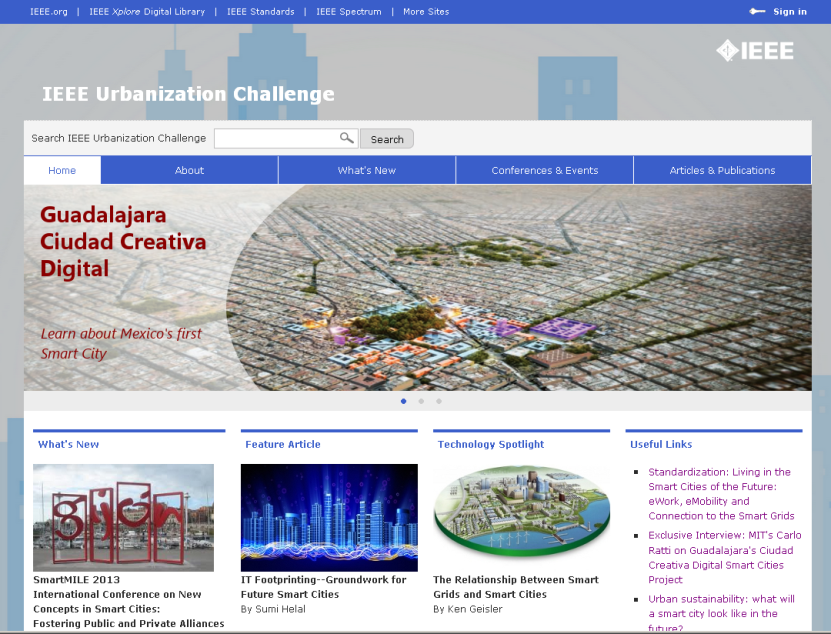 IEEE.org | IEEE Xplore Digital Library | IEEE Standards | IEEE Spectrum | More Sites
Sign in
IEEE
IEEE Urbanization Challenge
Search IEEE Urbanization Challenge
Search
Home
About
What's New
Conferences & Events
Articles & Publications
Guadalajara
Ciudad Creativa
Digital
Learn about Mexico's first
Smart City
What's New
gijón
SmartMILE 2013
International Conference on New
Concepts in Smart Cities:
Fostering Public and Private Alliances
Feature Article
IT Footprinting--Groundwork for
Future Smart Cities
By Sumi Helal
Technology Spotlight
The Relationship Between Smart
Grids and Smart Cities
By Ken Geisler
Useful Links
Standardization: Living in the
Smart Cities of the Future:
eWork, eMobility and
Connection to the Smart Grids
Exclusive Interview: MIT's Carlo
Ratti on Guadalajara's Ciudad
Creativa Digital Smart Cities
Project
Urban sustainability: what will
a smart city look like in the
future?